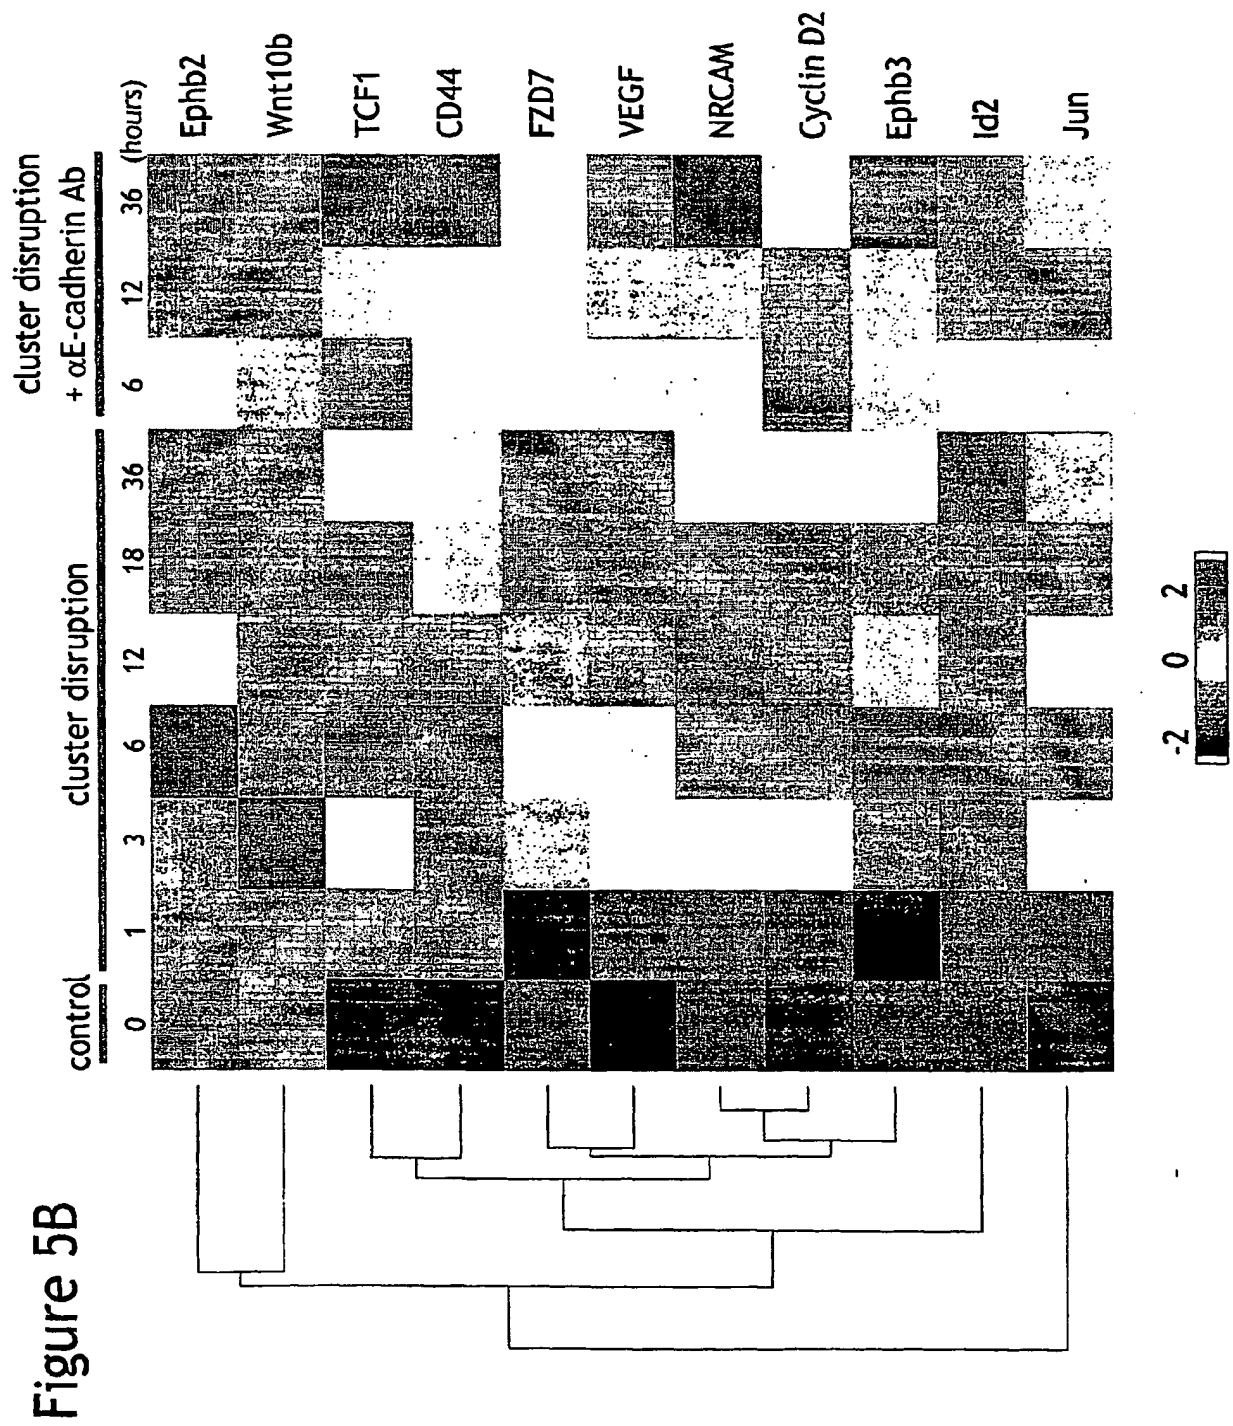 Figure 5B
control
cluster disruption
cluster disruption
+ αE-cadherin Ab
0
1
3
6
12
18
36
6
12
36
(hours)
Ephb2
Wnt10b
TCF1
CD44
FZD7
VEGF
NRCAM
Cyclin D2
Ephb3
Id2
Jun
-2 0 2